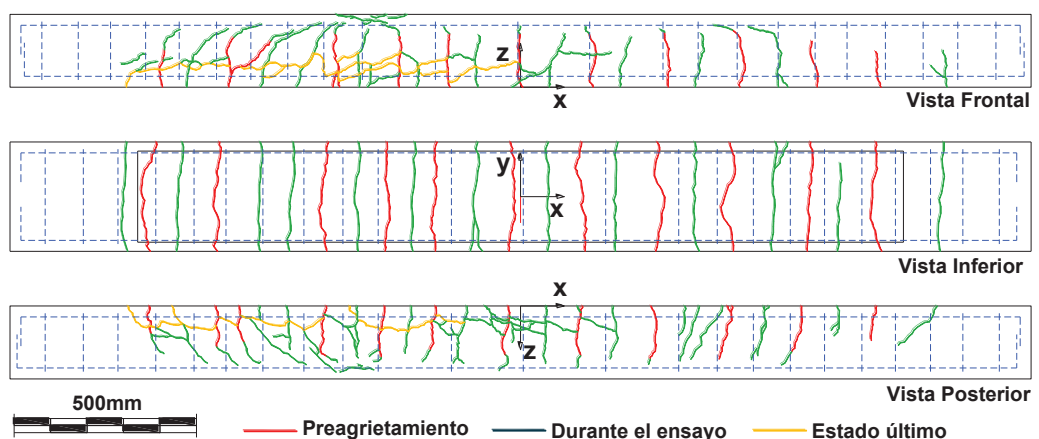 z
x
Vista Frontal
y
x
Vista Inferior
x
z
Vista Posterior
500mm
Preagrietamiento
Durante el ensayo
Estado último